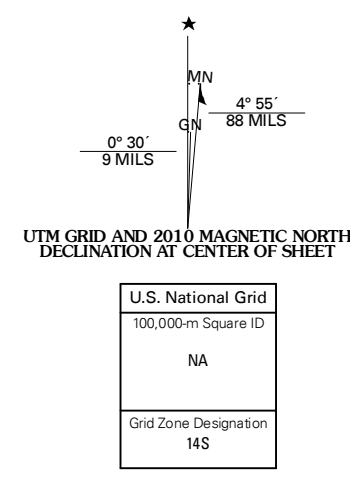 MN
4° 55´
88 MILS
GN
0° 30´
9 MILS
UTM GRID AND 2010 MAGNETIC NORTH
DECLINATION AT CENTER OF SHEET
U.S. National Grid
100,000-m Square ID
NA
Grid Zone Designation
14S